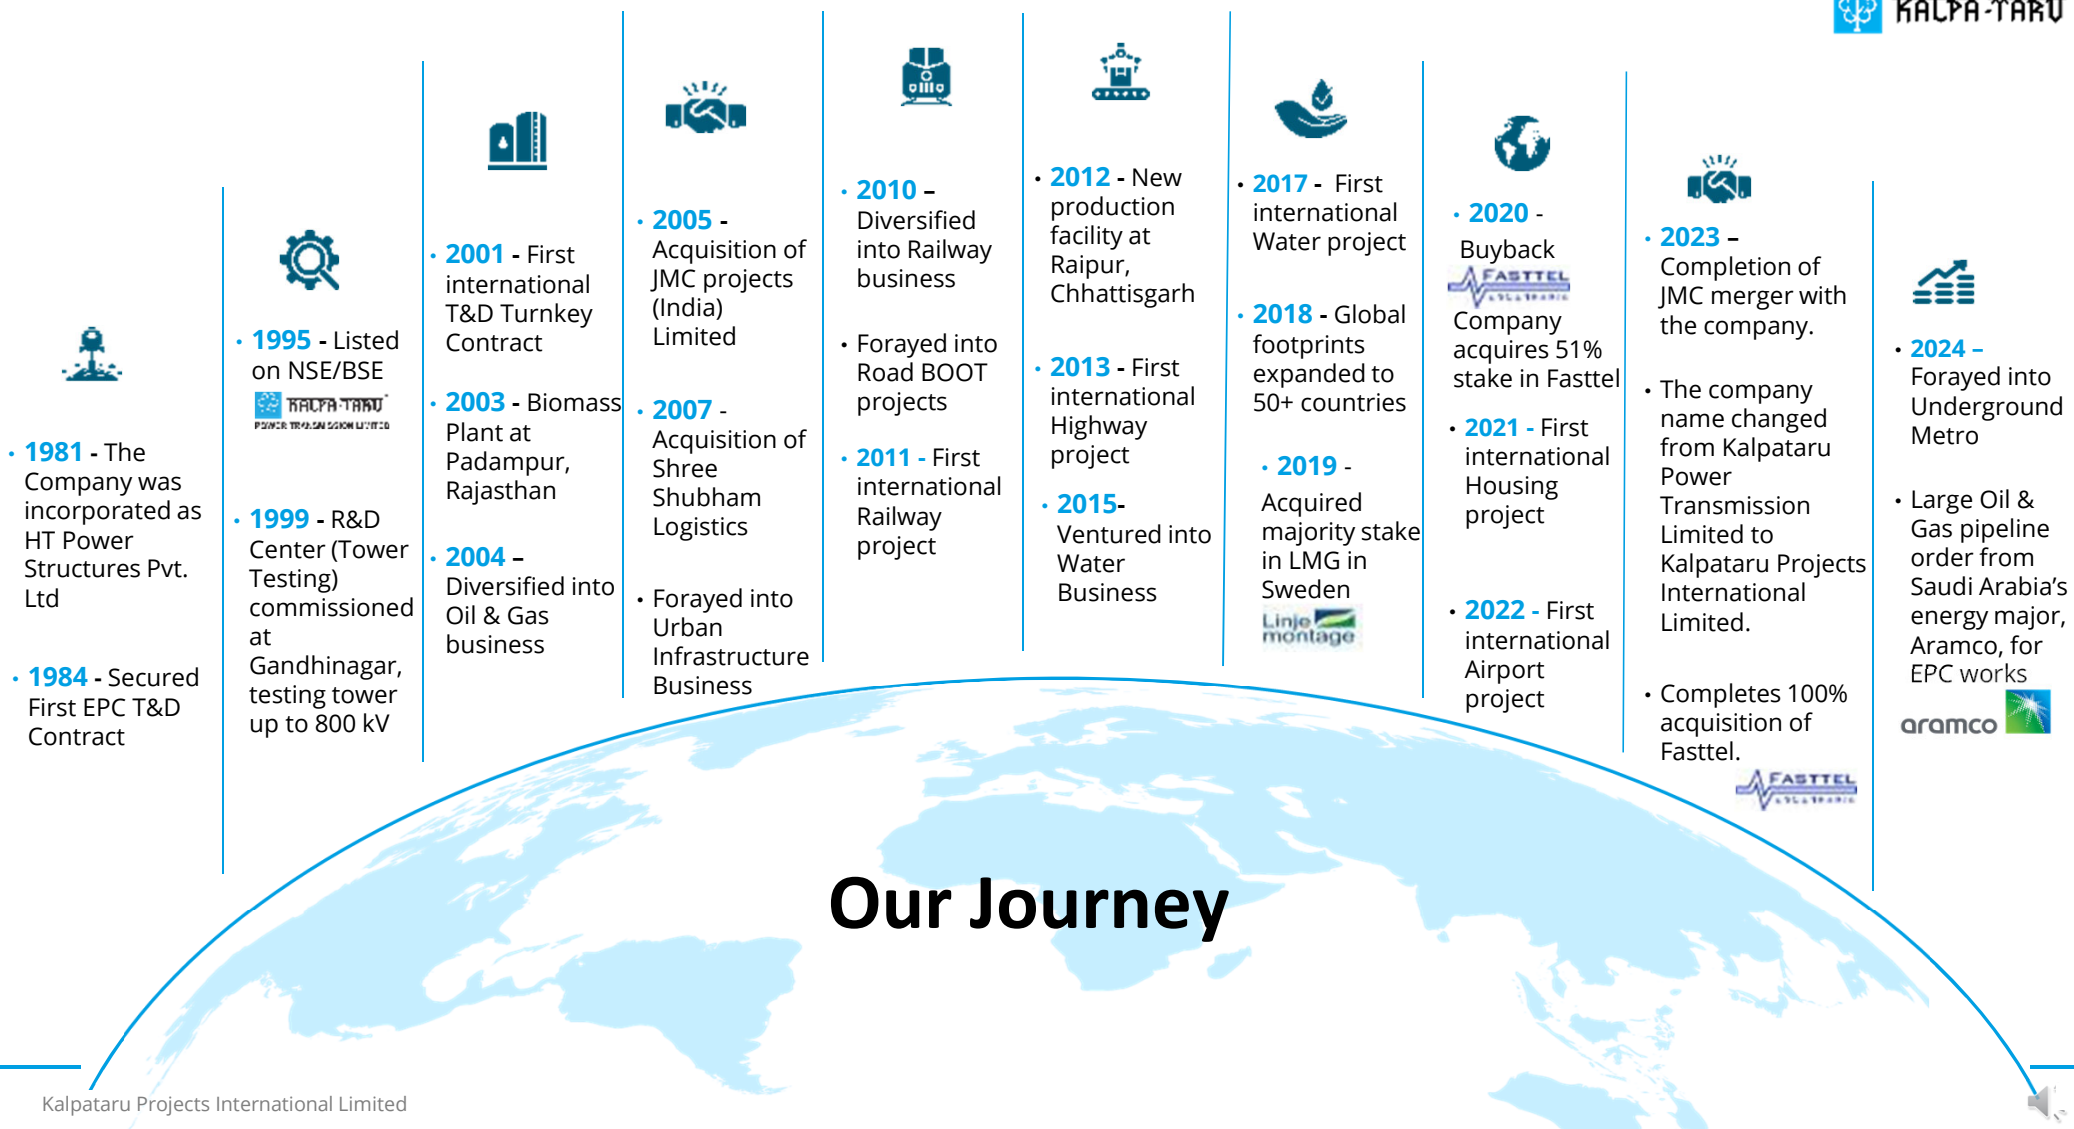 KALPA-TARU
• 1981 - The
Company was
incorporated as
HT Power
Structures Pvt.
Ltd
• 1984 - Secured
First EPC T&D
Contract
• 1995 - Listed
on NSE/BSE
KALPA-TARU
POWER TRANSMISSION LIMITED
• 1999 - R&D
Center (Tower
Testing)
commissioned
at
Gandhinagar,
testing tower
up to 800 kV
• 2001 - First
international
T&D Turnkey
Contract
• 2003 - Biomass
Plant at
Padampur,
Rajasthan
• 2004 –
Diversified into
Oil & Gas
business
• 2005 -
Acquisition of
JMC projects
(India)
Limited
• 2007 -
Acquisition of
Shree
Shubham
Logistics
• Forayed into
Urban
Infrastructure
Business
• 2010 –
Diversified
into Railway
business
• Forayed into
Road BOOT
projects
• 2011 - First
international
Railway
project
• 2012 - New
production
facility at
Raipur,
Chhattisgarh
• 2013 - First
international
Highway
project
• 2015-
Ventured into
Water
Business
• 2017 - First
international
Water project
• 2018 - Global
footprints
expanded to
50+ countries
• 2019 -
Acquired
majority stake
in LMG in
Sweden
Linje
montage
• 2020 -
Buyback
FASTTEL
Company
acquires 51%
stake in Fasttel
• 2021 - First
international
Housing
project
• 2022 - First
international
Airport
project
• 2023 –
Completion of
JMC merger with
the company.
• The company
name changed
from Kalpataru
Power
Transmission
Limited to
Kalpataru Projects
International
Limited.
• Completes 100%
acquisition of
Fasttel.
FASTTEL
• 2024 –
Forayed into
Underground
Metro
• Large Oil &
Gas pipeline
order from
Saudi Arabia’s
energy major,
Aramco, for
EPC works
aramco
Our Journey
Kalpataru Projects International Limited